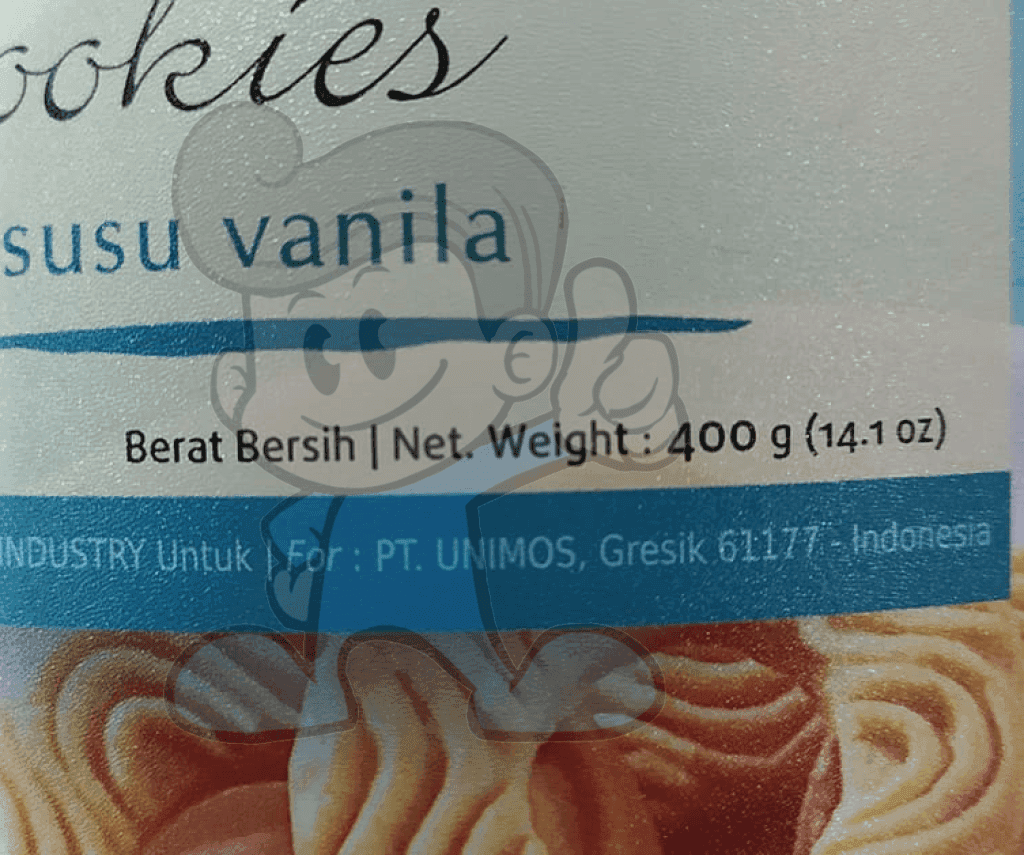 ookies
susu vanila
Berat Bersih | Net. Weight : 400 g (14.1 oz)
INDUSTRY Untuk | For : PT. UNIMOS, Gresik 61177 - Indonesia